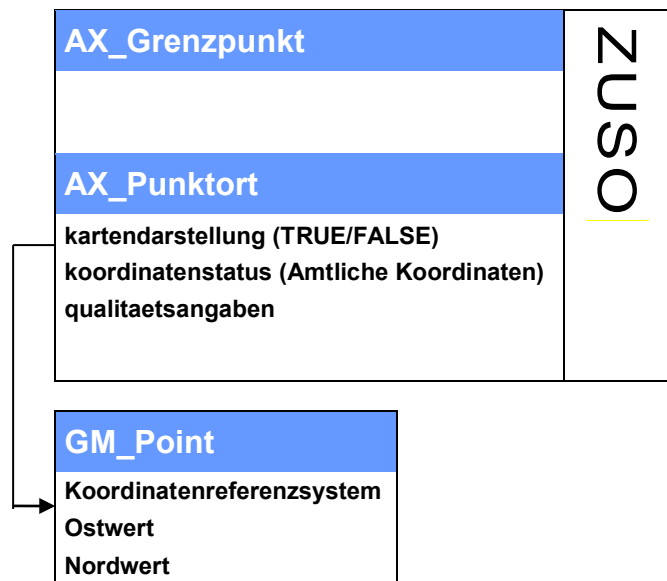 AX_Grenzpunkt
ZUSO
AX_Punktort
kartendarstellung (TRUE/FALSE)
koordinatenstatus (Amtliche Koordinaten)
qualitaetsangaben
GM_Point
Koordinatenreferenzsystem
Ostwert
Nordwert